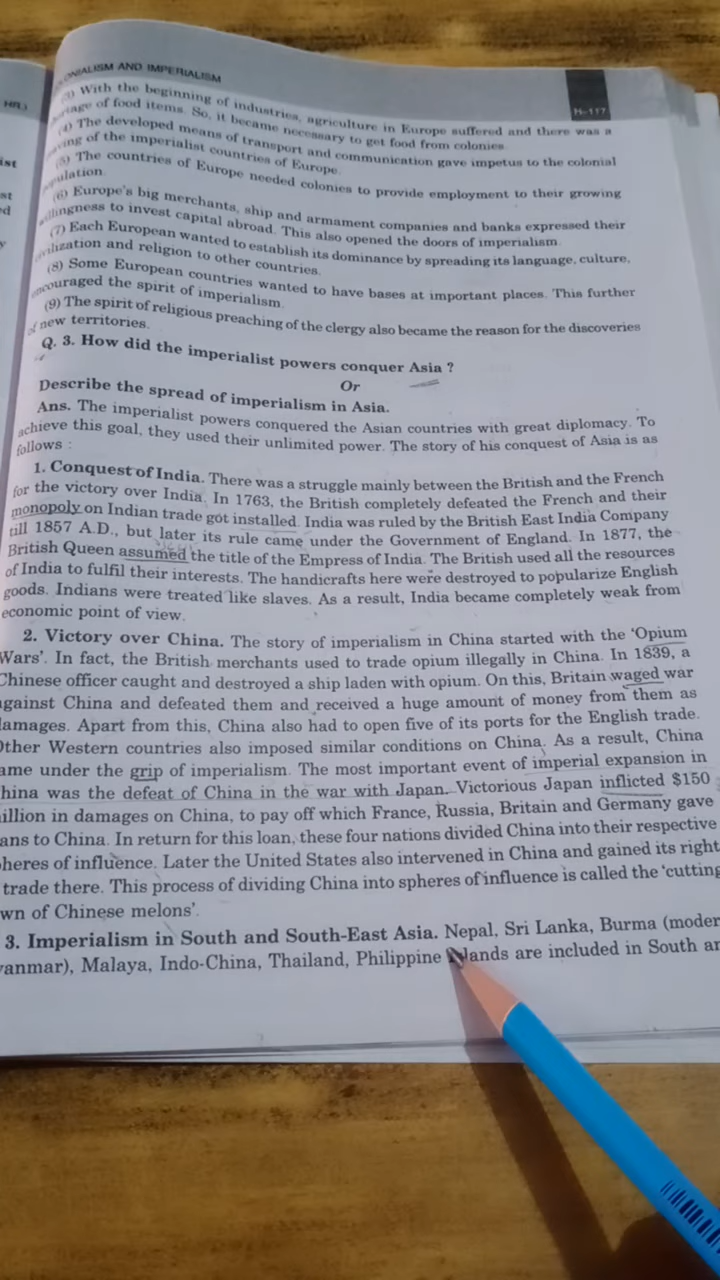 COLONIALISM AND IMPERIALISM
H-117
(3) With the beginning of industries, agriculture in Europe suffered and there was a
shortage of food items. So, it became necessary to get food from colonies.
(4) The developed means of transport and communication gave impetus to the colonial
of the imperialist countries of Europe.
(5) The countries of Europe needed colonies to provide employment to their growing
population.
(6) Europe's big merchants, ship and armament companies and banks expressed their
willingness to invest capital abroad. This also opened the doors of imperialism.
(7) Each European wanted to establish its dominance by spreading its language, culture,
civilization and religion to other countries.
(8) Some European countries wanted to have bases at important places. This further
encouraged the spirit of imperialism.
(9) The spirit of religious preaching of the clergy also became the reason for the discoveries
of new territories.
Q. 3. How did the imperialist powers conquer Asia ?
Or
Describe the spread of imperialism in Asia.
Ans. The imperialist powers conquered the Asian countries with great diplomacy. To
achieve this goal, they used their unlimited power. The story of his conquest of Asia is as
follows :
1. Conquest of India. There was a struggle mainly between the British and the French
for the victory over India. In 1763, the British completely defeated the French and their
monopoly on Indian trade got installed. India was ruled by the British East India Company
till 1857 A.D., but later its rule came under the Government of England. In 1877, the
British Queen assumed the title of the Empress of India. The British used all the resources
of India to fulfil their interests. The handicrafts here were destroyed to popularize English
goods. Indians were treated like slaves. As a result, India became completely weak from
economic point of view.
2. Victory over China. The story of imperialism in China started with the 'Opium
Wars'. In fact, the British merchants used to trade opium illegally in China. In 1839, a
Chinese officer caught and destroyed a ship laden with opium. On this, Britain waged war
against China and defeated them and received a huge amount of money from them as
damages. Apart from this, China also had to open five of its ports for the English trade.
Other Western countries also imposed similar conditions on China. As a result, China
came under the grip of imperialism. The most important event of imperial expansion in
China was the defeat of China in the war with Japan. Victorious Japan inflicted $150
million in damages on China, to pay off which France, Russia, Britain and Germany gave
loans to China. In return for this loan, these four nations divided China into their respective
spheres of influence. Later the United States also intervened in China and gained its right
trade there. This process of dividing China into spheres of influence is called the 'cutting
wn of Chinese melons'.
3. Imperialism in South and South-East Asia. Nepal, Sri Lanka, Burma (moder
yanmar), Malaya, Indo-China, Thailand, Philippine Islands are included in South an